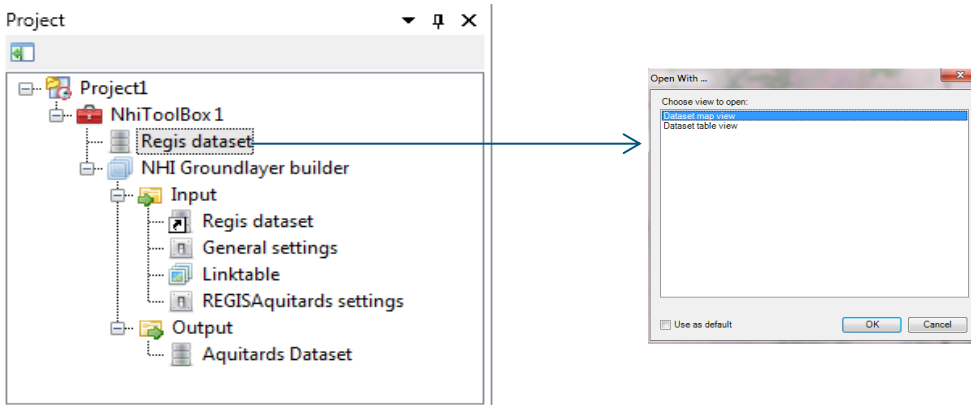 Project
Project1
NhiToolBox 1
Regis dataset
NHI Groundlayer builder
Input
Regis dataset
General settings
Linktable
REGISAquitards settings
Output
Aquitards Dataset
Open With ...
Choose view to open:
Dataset map view
Dataset table view
Use as default
OK
Cancel